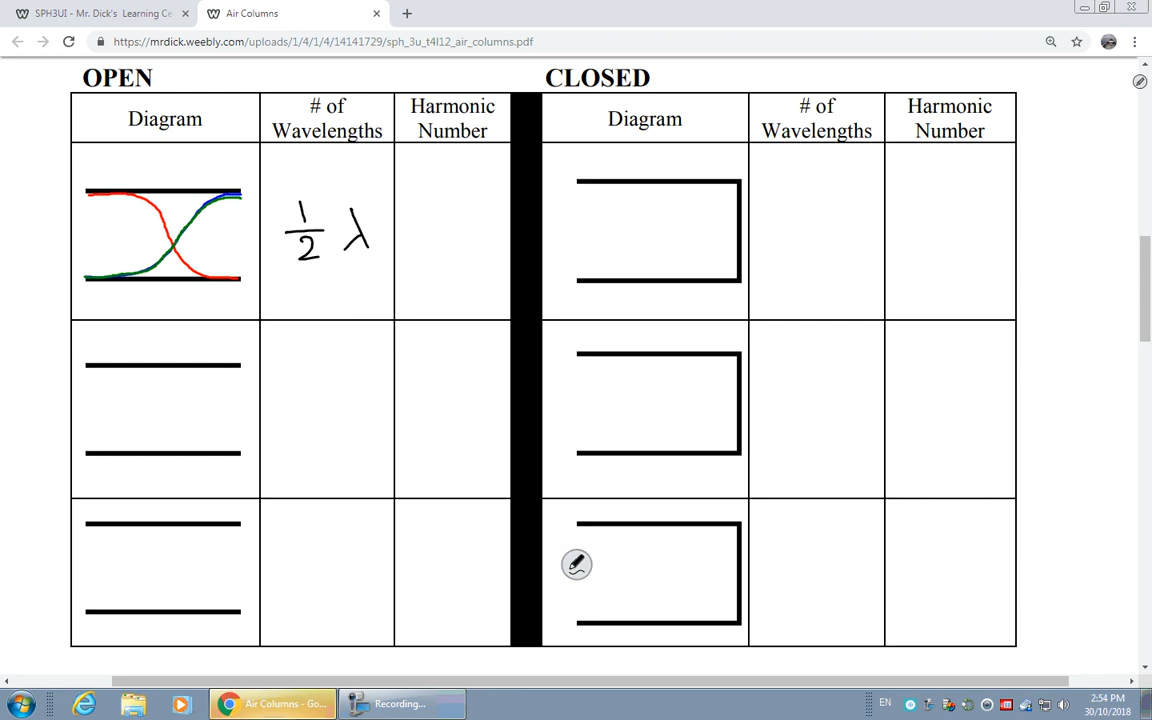 SPH3UI - Mr. Dick's Learning Ce
Air Columns
https://mrdick.weebly.com/uploads/1/4/1/4/14141729/sph_3u_t4l12_air_columns.pdf
OPEN
CLOSED
Diagram
# of
Wavelengths
Harmonic
Number
Diagram
# of
Wavelengths
Harmonic
Number
1/2 λ
Air Columns - Go...
Recording...
EN
2:54 PM
30/10/2018